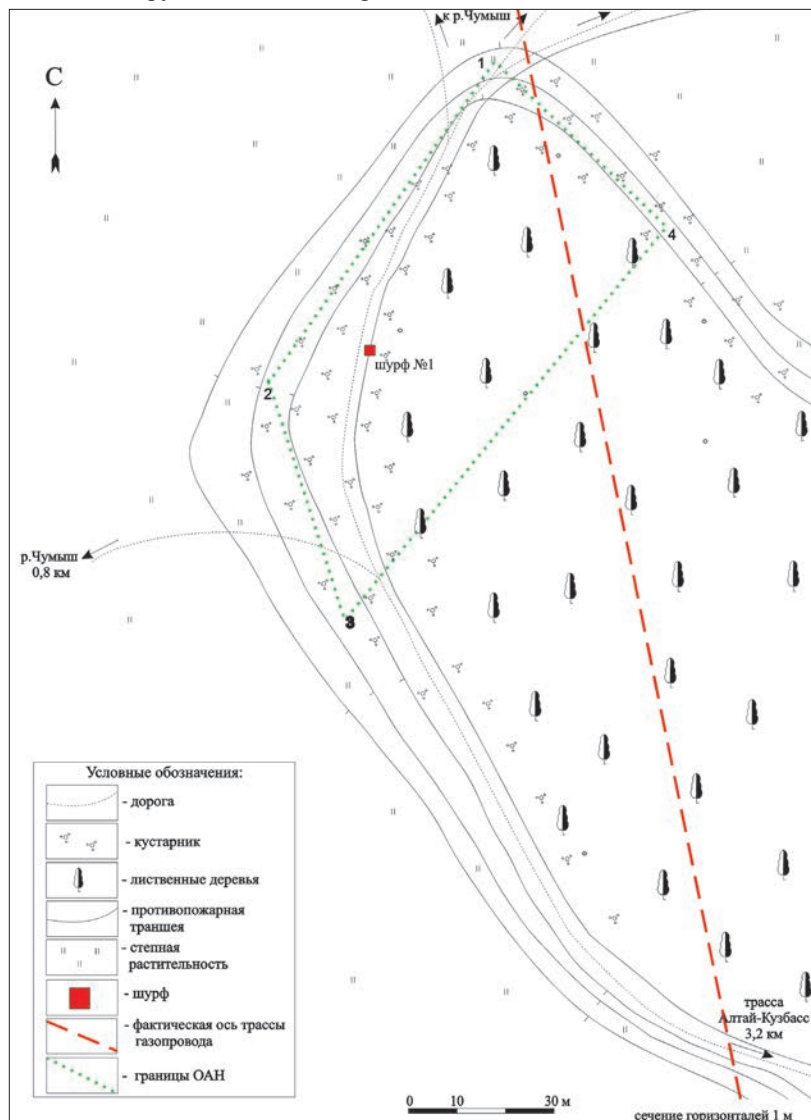 к р.Чумыш
1
С
4
шурф №1
2
р.Чумыш
0,8 км
3
Условные обозначения:
- дорога
- кустарник
- лиственные деревья
- противопожарная
траншея
- степная
растительность
- шурф
- фактическая ось трассы
газопровода
- границы ОАН
трасса
Алтай-Кузбасс
3,2 км
0 10 30 м
сечение горизонталей 1 м